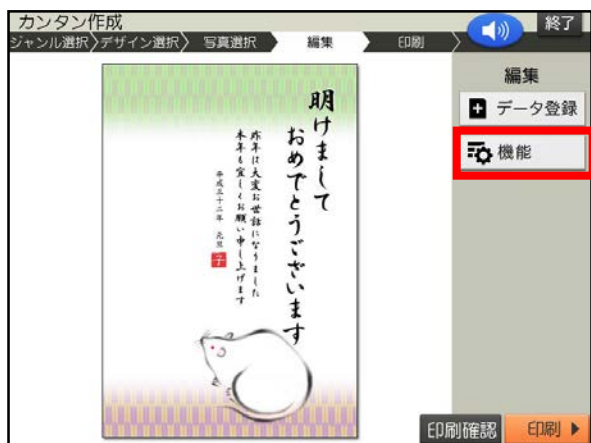 カンタン作成
終了
ジャンル選択
デザイン選択
写真選択
編集
印刷
編集
データ登録
機能
明けまして
おめでとうございます
昨年は大変お世話になりました
本年も宜しくお願い申し上げます
平成三十二年 元旦
子
印刷確認
印刷